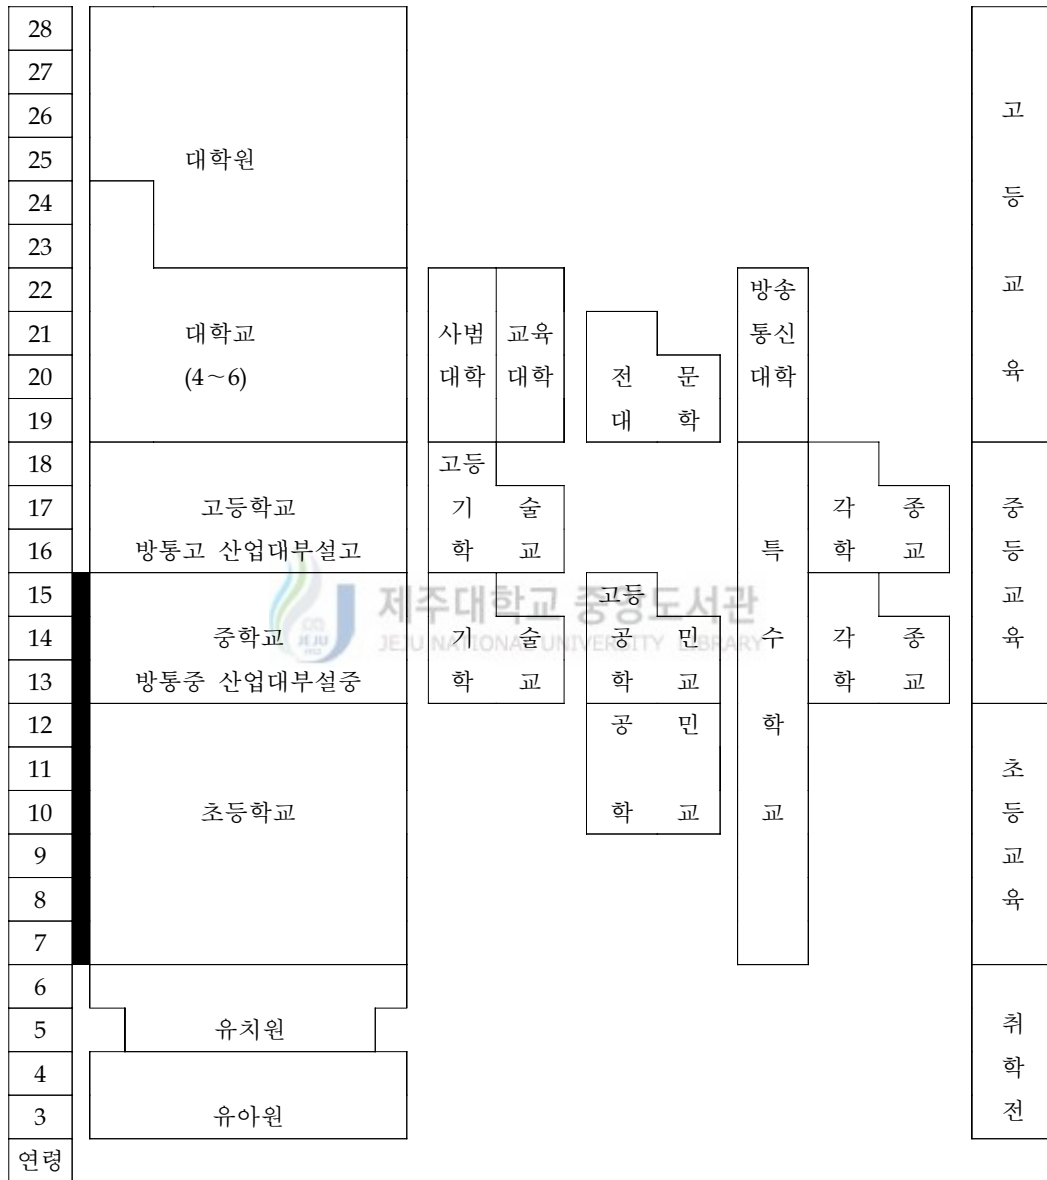 28
27
26 고
25 대학원
24 등
23
22 방송 교
21 대학교 사범 교육 통신
20 (4～6) 대학 대학 전 문 대학 육
19 대 학
18 고등
17 고등학교 기 술 각 종 중
16 방통고 산업대부설고 학 교 특 학 교 등
15 고등 교
제주대학교 중앙도서관
14 중학교 기 술 공 민 수 각 종 육
JEJU NATIONAL UNIVERSITY LIBRARY
13 방통중 산업대부설중 학 교 학 교 학 교
12 공 민 학
11 초
10 초등학교 학 교 교 등
9 교
8 육
7
6
5 유치원 취
4 학
3 유아원 전
연령
JEJU
1952